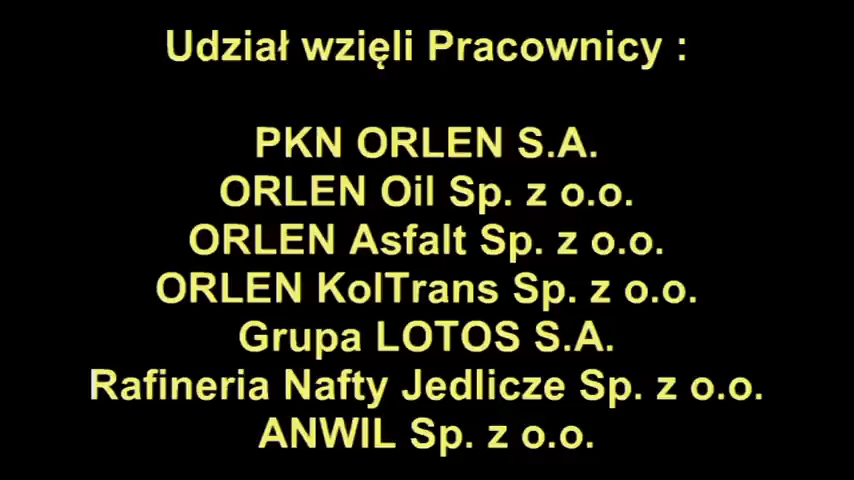 Udział wzięli Pracownicy :
PKN ORLEN S.A.
ORLEN Oil Sp. z o.o.
ORLEN Asfalt Sp. z o.o.
ORLEN KolTrans Sp. z o.o.
Grupa LOTOS S.A.
Rafineria Nafty Jedlicze Sp. z o.o.
ANWIL Sp. z o.o.